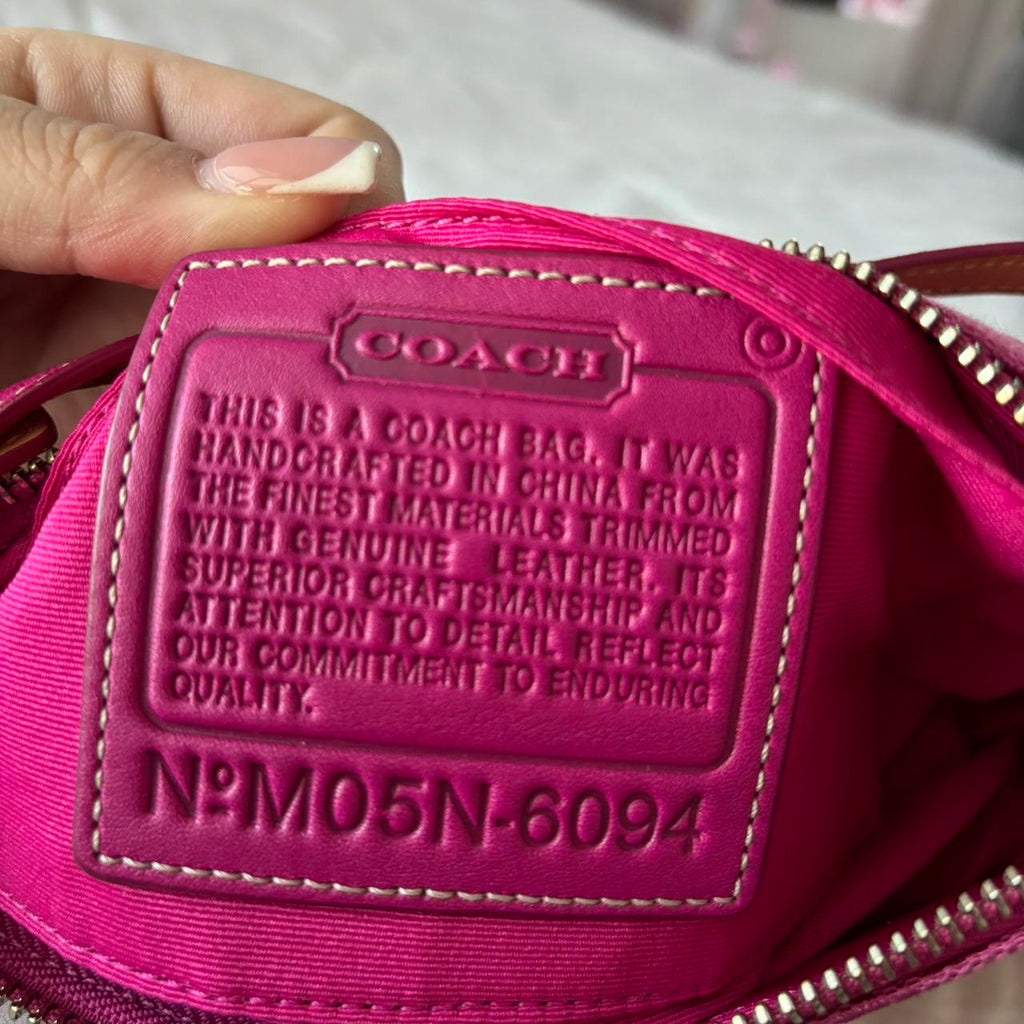 COACH
THIS IS A COACH BAG. IT WAS
HANDCRAFTED IN CHINA FROM
THE FINEST MATERIALS TRIMMED
WITH GENUINE LEATHER. ITS
SUPERIOR CRAFTSMANSHIP AND
ATTENTION TO DETAIL REFLECT
OUR COMMITMENT TO ENDURING
QUALITY.
NºM05N-6094